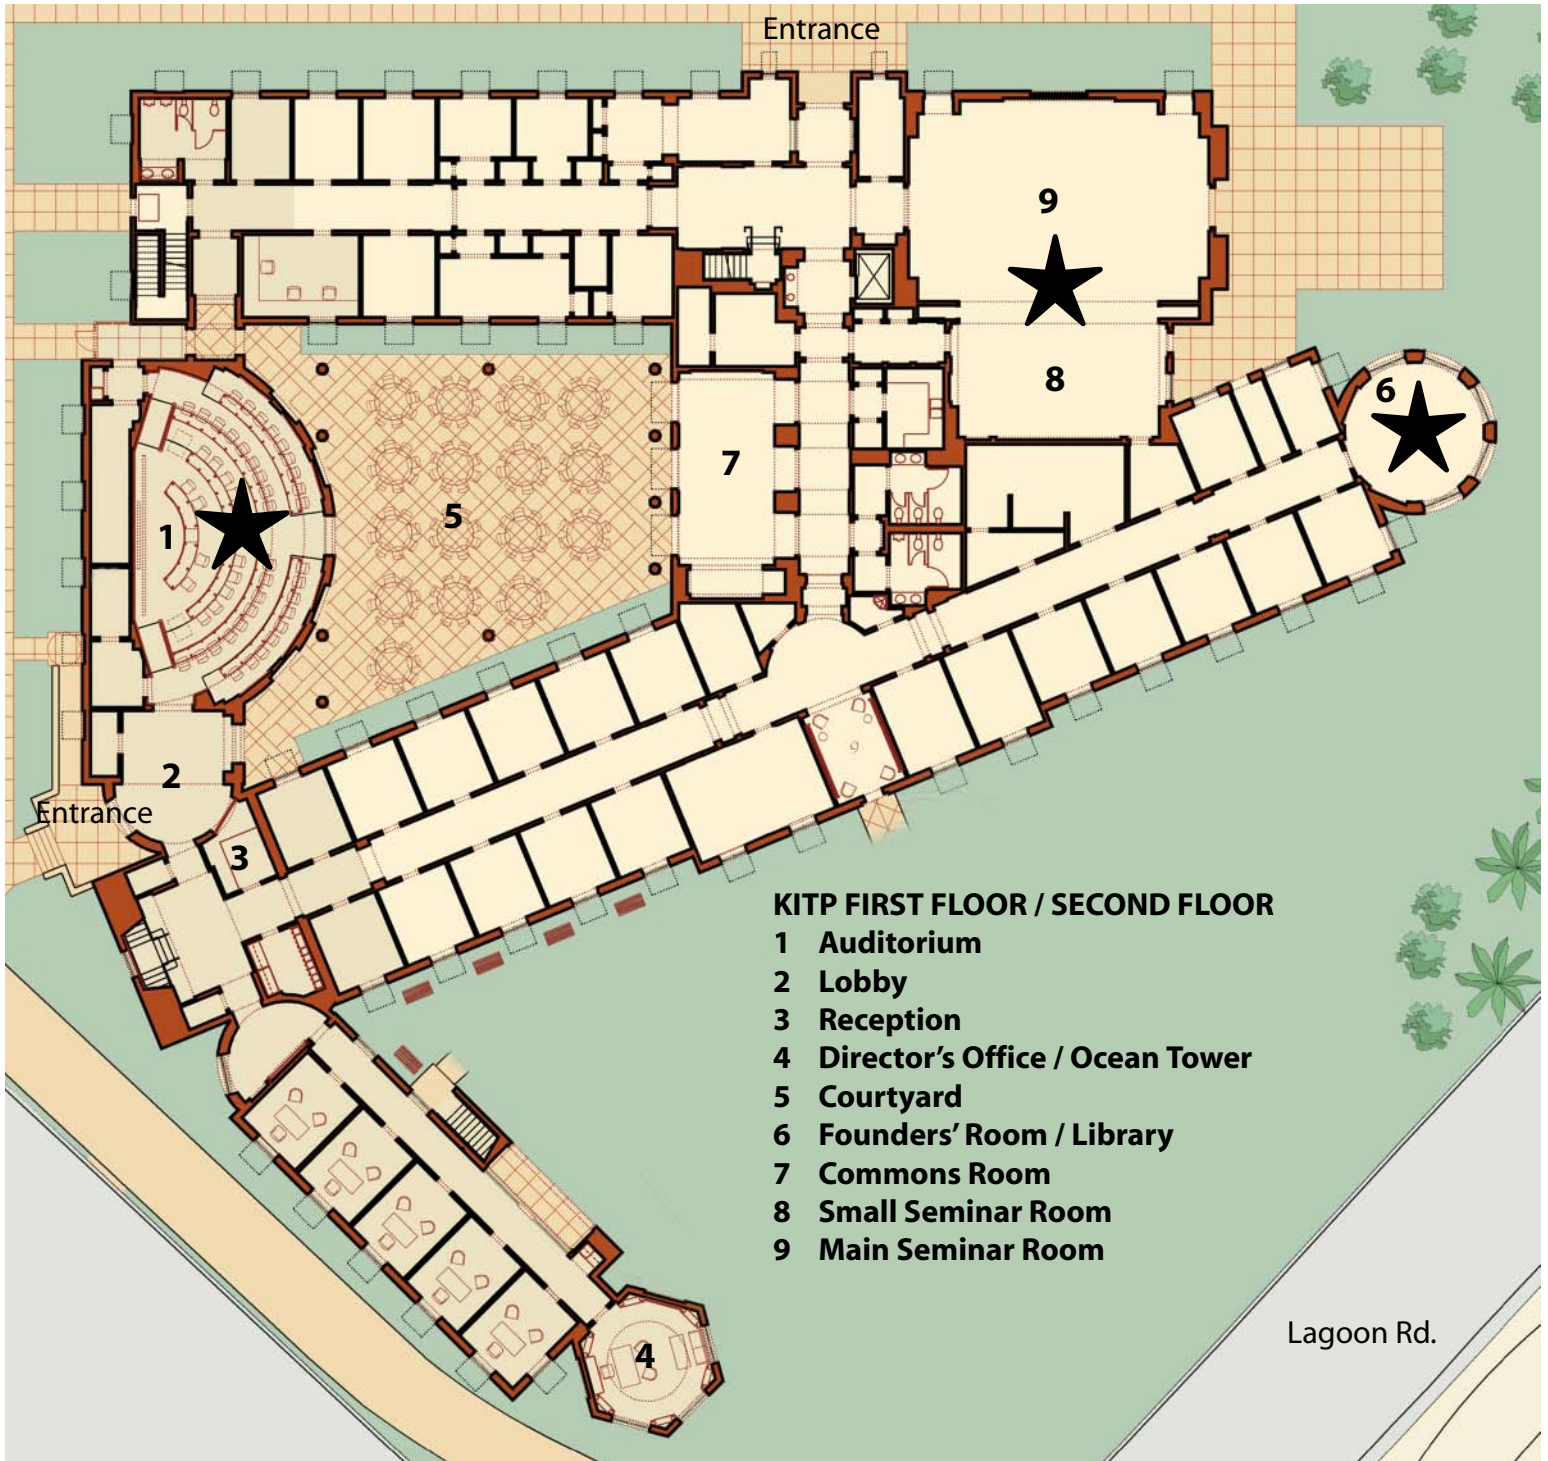 Entrance
9
8
6
7
5
1
2
Entrance
3
KITP FIRST FLOOR / SECOND FLOOR
1 Auditorium
2 Lobby
3 Reception
4 Director’s Office / Ocean Tower
5 Courtyard
6 Founders’ Room / Library
7 Commons Room
8 Small Seminar Room
9 Main Seminar Room
Lagoon Rd.
4